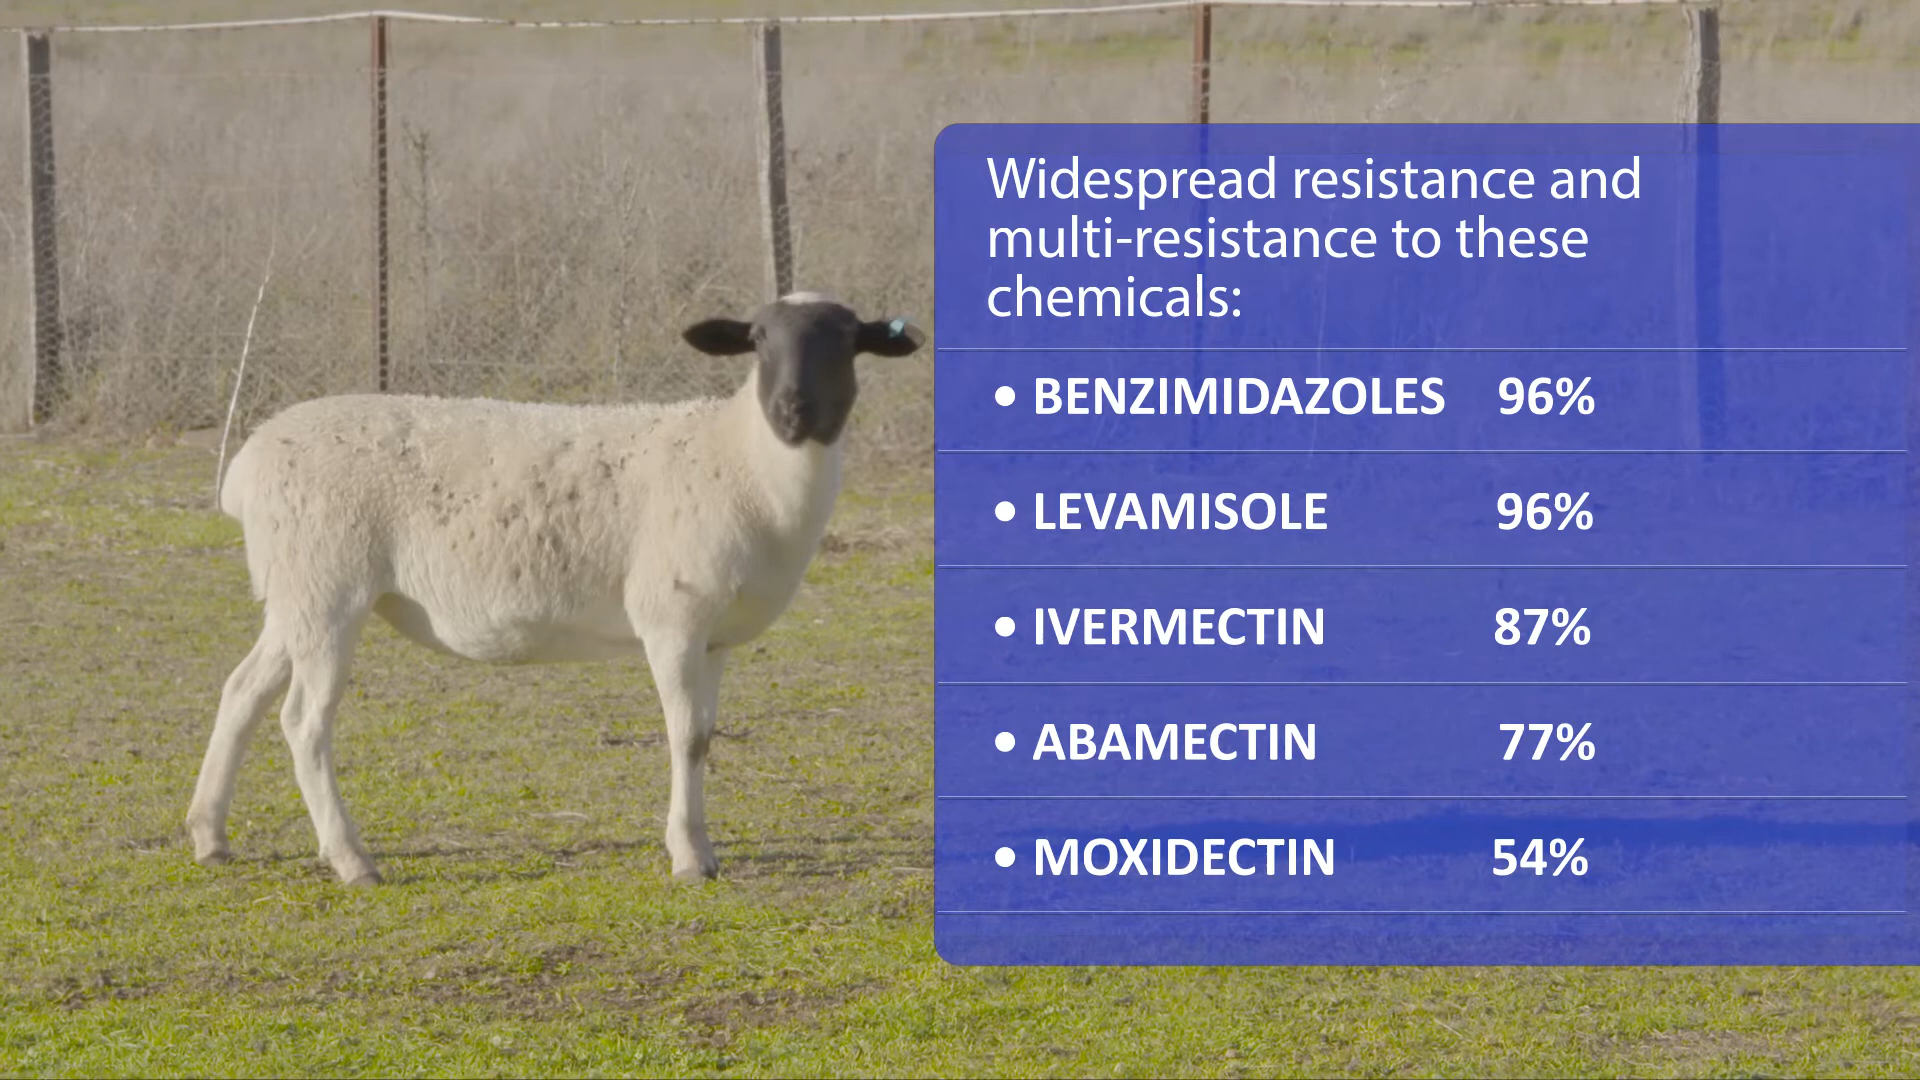 Widespread resistance and
multi-resistance to these
chemicals:
• BENZIMIDAZOLES 96%
• LEVAMISOLE 96%
• IVERMECTIN 87%
• ABAMECTIN 77%
• MOXIDECTIN 54%